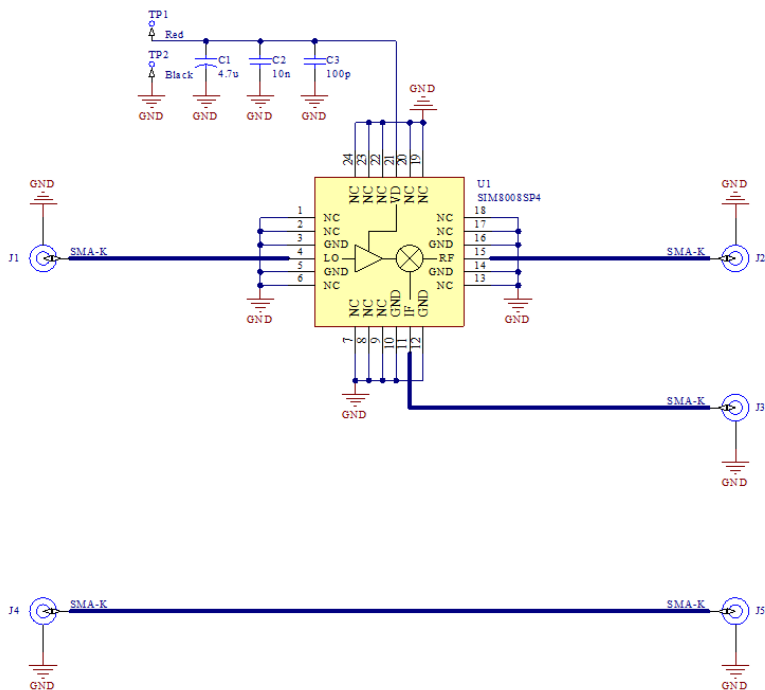 TP1
Red
TP2
Black
C1
4.7u
C2
10n
C3
100p
GND
GND
GND
GND
GND
24
23
22
21
20
19
NC
NC
NC
VD
NC
NC
U1
SIM8008SP4
GND
GND
1
2
3
4
5
6
NC
NC
GND
LO
GND
NC
18
17
16
15
14
13
NC
NC
GND
RF
GND
NC
J1
SMA-K
SMA-K
J2
GND
GND
NC
NC
NC
GND
IF
GND
7
8
9
10
11
12
GND
SMA-K
J3
GND
J4
SMA-K
SMA-K
J5
GND
GND